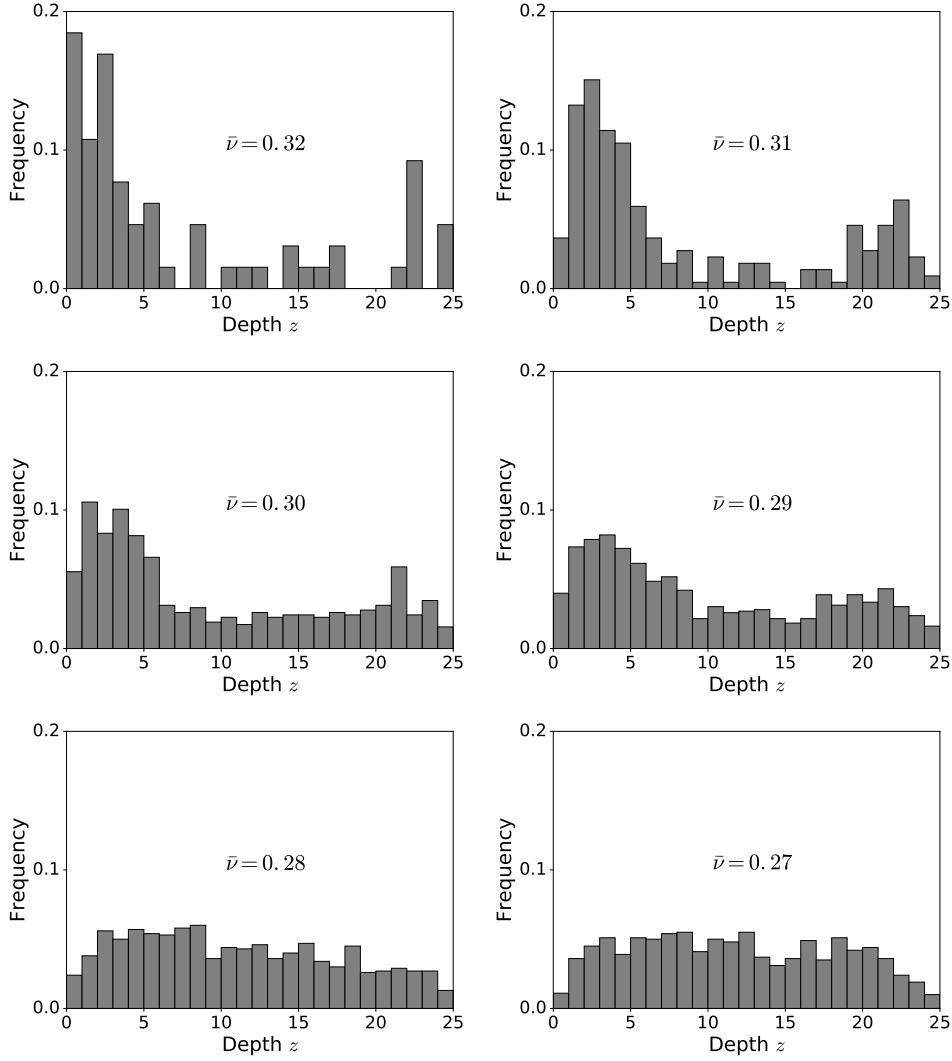 0.2 0.1 0.0
Frequency
ν̄ = 0.32
0 5 10 15 20 25
Depth z
0.2 0.1 0.0
Frequency
ν̄ = 0.31
0 5 10 15 20 25
Depth z
0.2 0.1 0.0
Frequency
ν̄ = 0.30
0 5 10 15 20 25
Depth z
0.2 0.1 0.0
Frequency
ν̄ = 0.29
0 5 10 15 20 25
Depth z
0.2 0.1 0.0
Frequency
ν̄ = 0.28
0 5 10 15 20 25
Depth z
0.2 0.1 0.0
Frequency
ν̄ = 0.27
0 5 10 15 20 25
Depth z